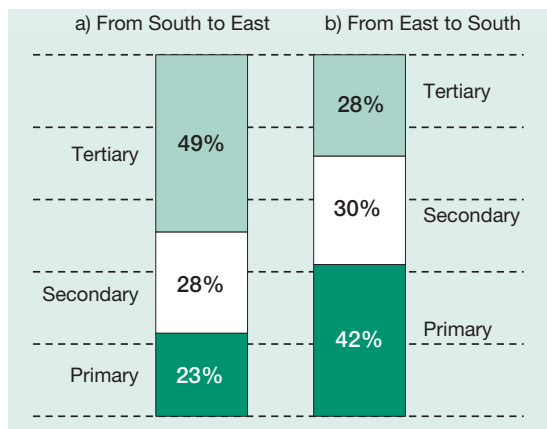 a) From South to East
b) From East to South
Tertiary
49%
28%
Tertiary
Secondary
28%
30%
Secondary
Primary
23%
42%
Primary